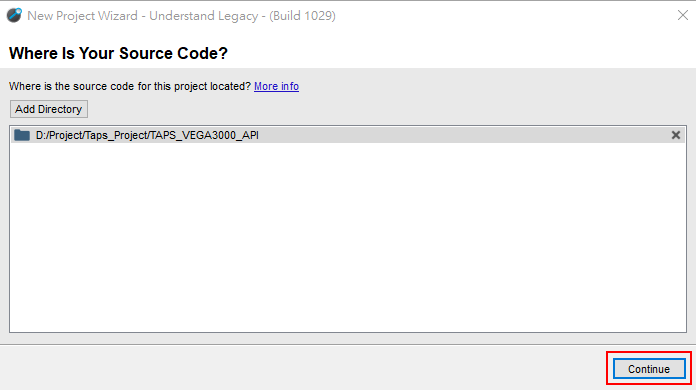 New Project Wizard - Understand Legacy - (Build 1029)
Where Is Your Source Code?
Where is the source code for this project located? More info
Add Directory
D:/Project/Taps_Project/TAPS_VEGA3000_API
Continue